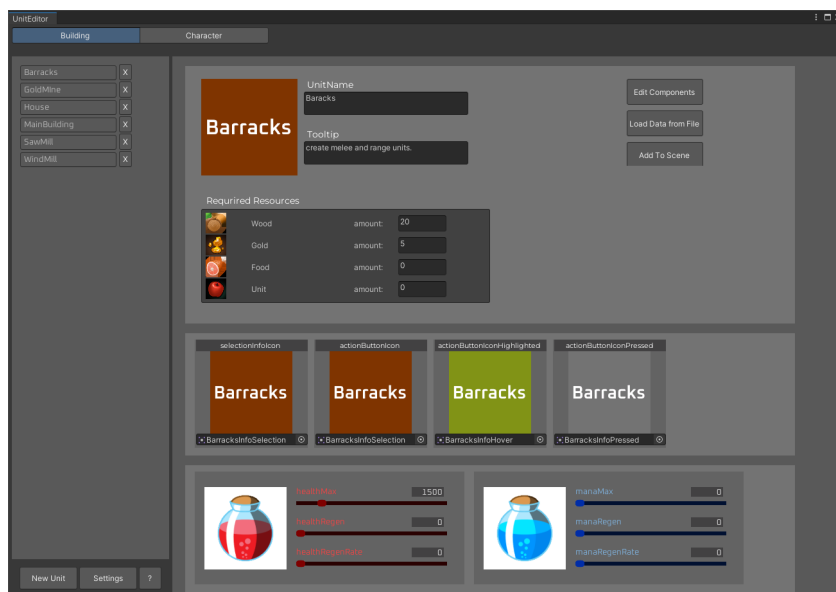 UnitEditor
Building
Character
Barracks X
GoldMIne X
House X
MainBuilding X
SawMill X
WindMill X
Barracks
UnitName
Baracks
Tooltip
create melee and range units.
Edit Components
Load Data from File
Add To Scene
Requrired Resources
Wood amount: 20
Gold amount: 5
Food amount: 0
Unit amount: 0
selectionInfoIcon
actionButtonIcon
actionButtonIconHighlighted
actionButtonIconPressed
Barracks
Barracks
Barracks
Barracks
BarracksInfoSelection
BarracksInfoSelection
BarracksInfoHover
BarracksInfoPressed
healthMax 1500
healthRegen 0
healthRegenRate 0
manaMax 0
manaRegen 0
manaRegenRate 0
New Unit
Settings
?